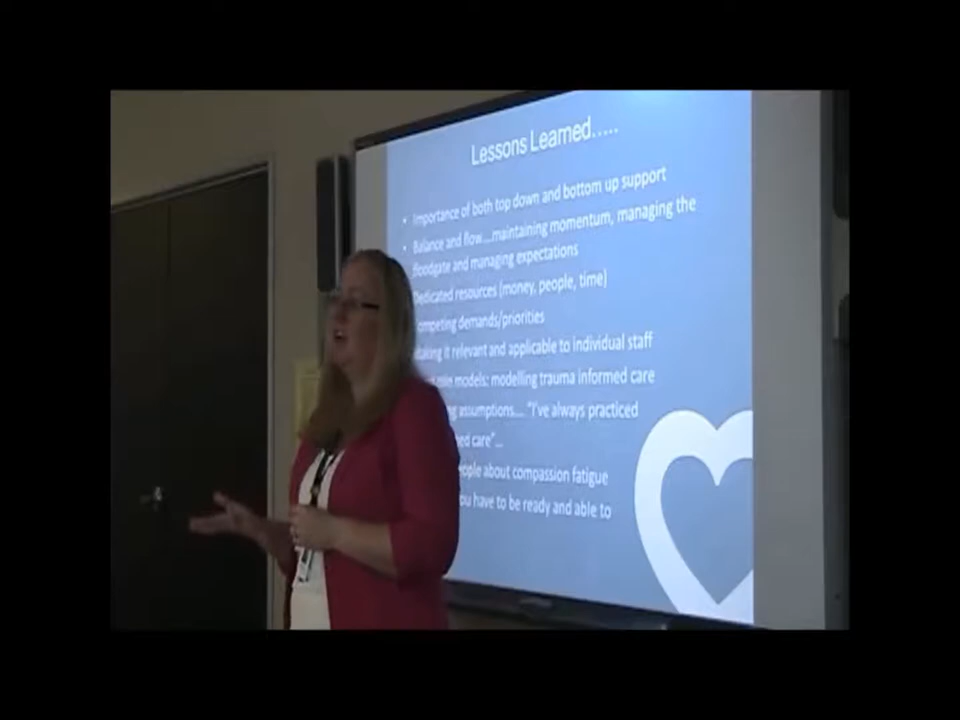 Lessons Learned.....
• Importance of both top down and bottom up support
• Balance and flow....maintaining momentum, managing the
floodgate and managing expectations
Dedicated resources (money, people, time)
ompeting demands/priorities
aking it relevant and applicable to individual staff
role models: modelling trauma informed care
assumptions.... "I've always practiced
care"...
ople about compassion fatigue
ou have to be ready and able to